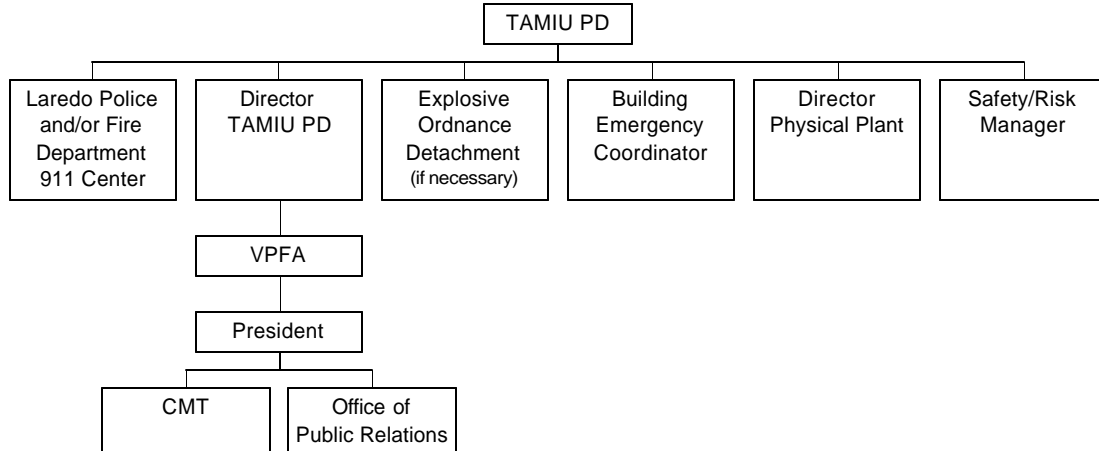 TAMIU PD
Laredo Police
and/or Fire
Department
911 Center
Director
TAMIU PD
Explosive
Ordnance
Detachment
(if necessary)
Building
Emergency
Coordinator
Director
Physical Plant
Safety/Risk
Manager
VPFA
President
CMT
Office of
Public Relations